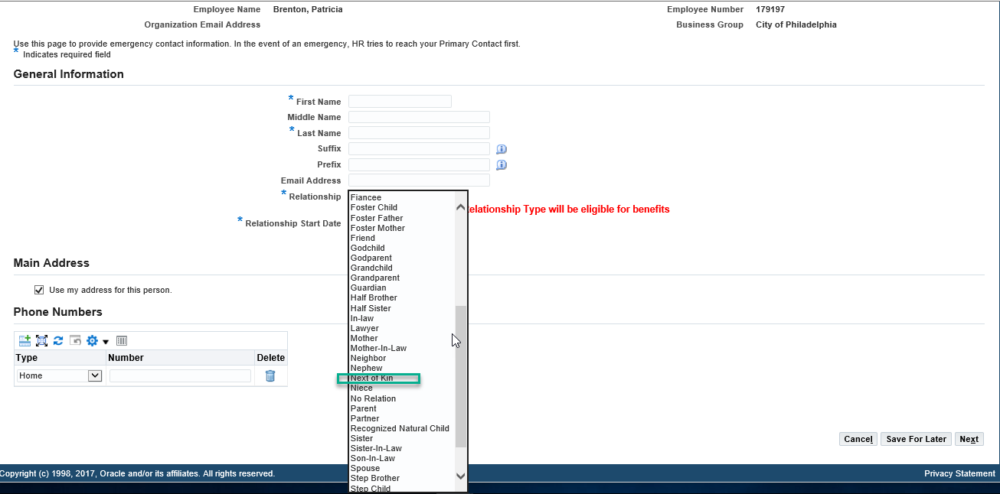 Employee Name Brenton, Patricia Employee Number 179197
Organization Email Address Business Group City of Philadelphia
Use this page to provide emergency contact information. In the event of an emergency, HR tries to reach your Primary Contact first.
* Indicates required field
General Information
* First Name
Middle Name
* Last Name
Suffix
Prefix
Email Address
* Relationship
elationship Type will be eligible for benefits
* Relationship Start Date
Fiancee
Foster Child
Foster Father
Foster Mother
Friend
Godchild
Godparent
Grandchild
Grandparent
Guardian
Half Brother
Half Sister
In-law
Lawyer
Mother
Mother-In-Law
Neighbor
Nephew
Next of Kin
Niece
No Relation
Parent
Partner
Recognized Natural Child
Sister
Sister-In-Law
Son-In-Law
Spouse
Step Brother
Step Child
Main Address
Use my address for this person.
Phone Numbers
Type Number Delete
Home
Cancel Save For Later Next
Copyright (c) 1998, 2017, Oracle and/or its affiliates. All rights reserved. Privacy Statement